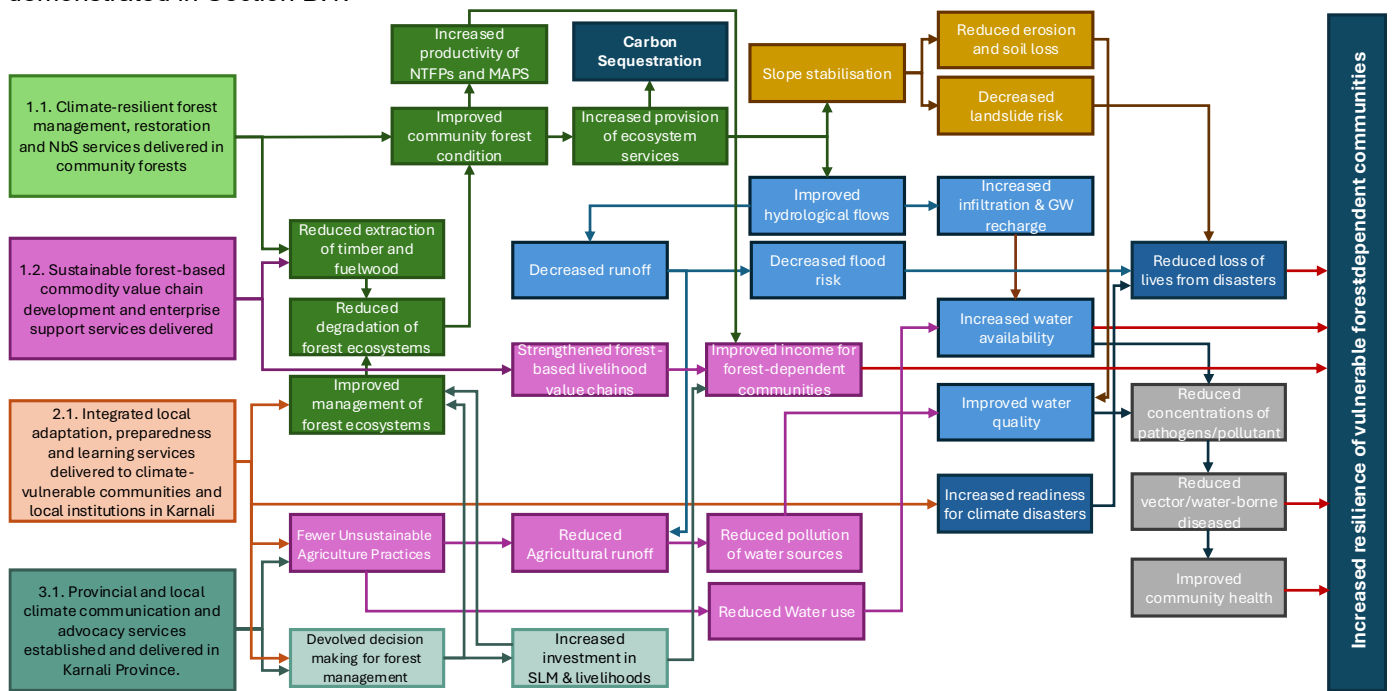 demonstrated in Section B.4.
Increased
productivity of
NTFPs and MAPS
Carbon
Sequestration
Slope stabilisation
Reduced erosion
and soil loss
Decreased
landslide risk
1.1. Climate-resilient forest
management, restoration
and NbS services delivered in
community forests
Improved
community forest
condition
Increased provision
of ecosystem
services
Improved
hydrological flows
Increased
infiltration & GW
recharge
Reduced extraction
of timber and
fuelwood
Decreased runoff
Decreased flood
risk
Reduced loss of
lives from disasters
1.2. Sustainable forest-based
commodity value chain
development and enterprise
support services delivered
Reduced
degradation of
forest ecosystems
Increased water
availability
Strengthened forest-
based livelihood
value chains
Improved income for
forest-dependent
communities
Improved
management of
forest ecosystems
Improved water
quality
Reduced
concentrations of
pathogens/pollutant
2.1. Integrated local
adaptation, preparedness
and learning services
delivered to climate-
vulnerable communities and
local institutions in Karnali
Increased readiness
for climate disasters
Reduced
vector/water-borne
diseased
Fewer Unsustainable
Agriculture Practices
Reduced
Agricultural runoff
Reduced pollution
of water sources
3.1. Provincial and local
climate communication and
advocacy services
established and delivered in
Karnali Province.
Reduced Water use
Improved
community health
Devolved decision
making for forest
management
Increased
investment in
SLM & livelihoods
Increased resilience of vulnerable forestdependent communities